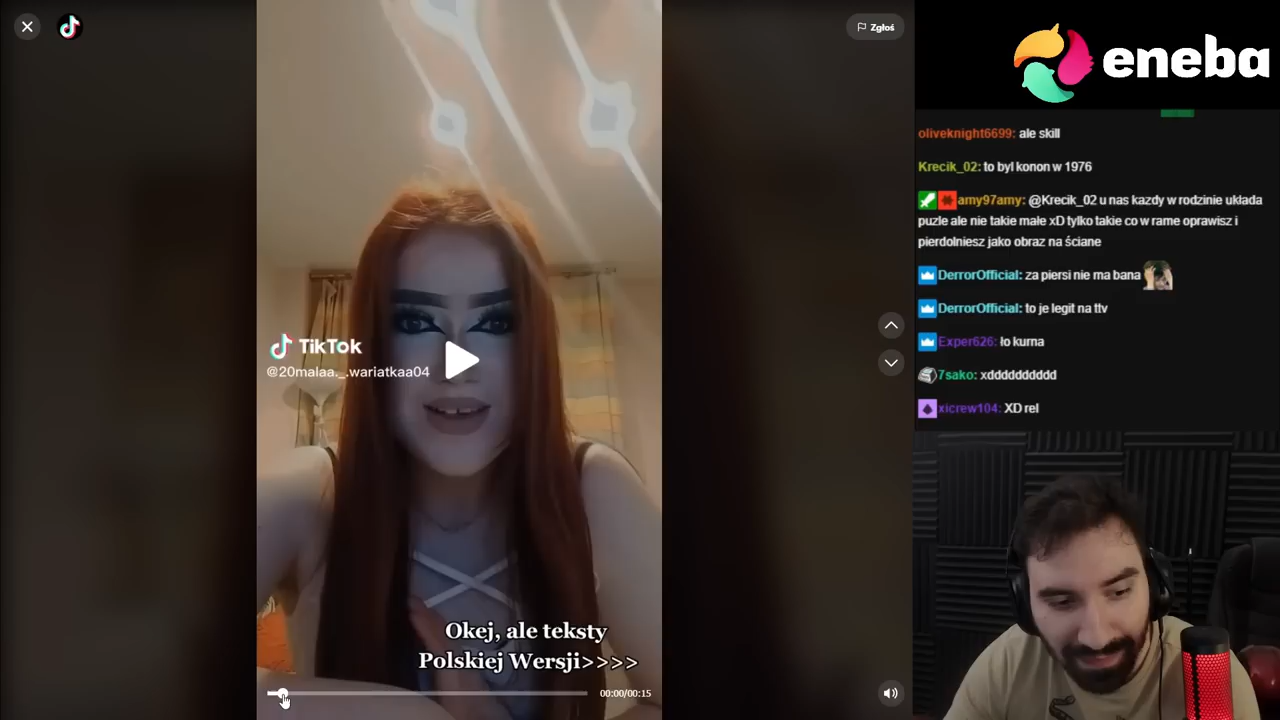 Zgłoś
TikTok
@20malaa._.wariatkaa04
Okej, ale teksty
Polskiej Wersji>>>>
00:00/00:15
eneba
oliveknight6699: ale skill
Krecik_02: to byl konon w 1976
amy97amy: @Krecik_02 u nas kazdy w rodzinie układa
puzle ale nie takie małe xD tylko takie co w rame oprawisz i
pierdolniesz jako obraz na ściane
DerrorOfficial: za piersi nie ma bana
DerrorOfficial: to je legit na ttv
Exper626: ło kurna
7sako: xdddddddddd
xicrew104: XD rel